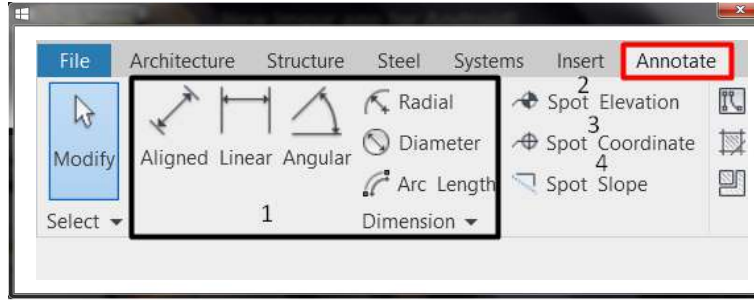 File Architecture Structure Steel Systems Insert Annotate
2
Radial Spot Elevation
3
Modify Aligned Linear Angular Diameter Spot Coordinate
4
Arc Length Spot Slope
Select 1 Dimension